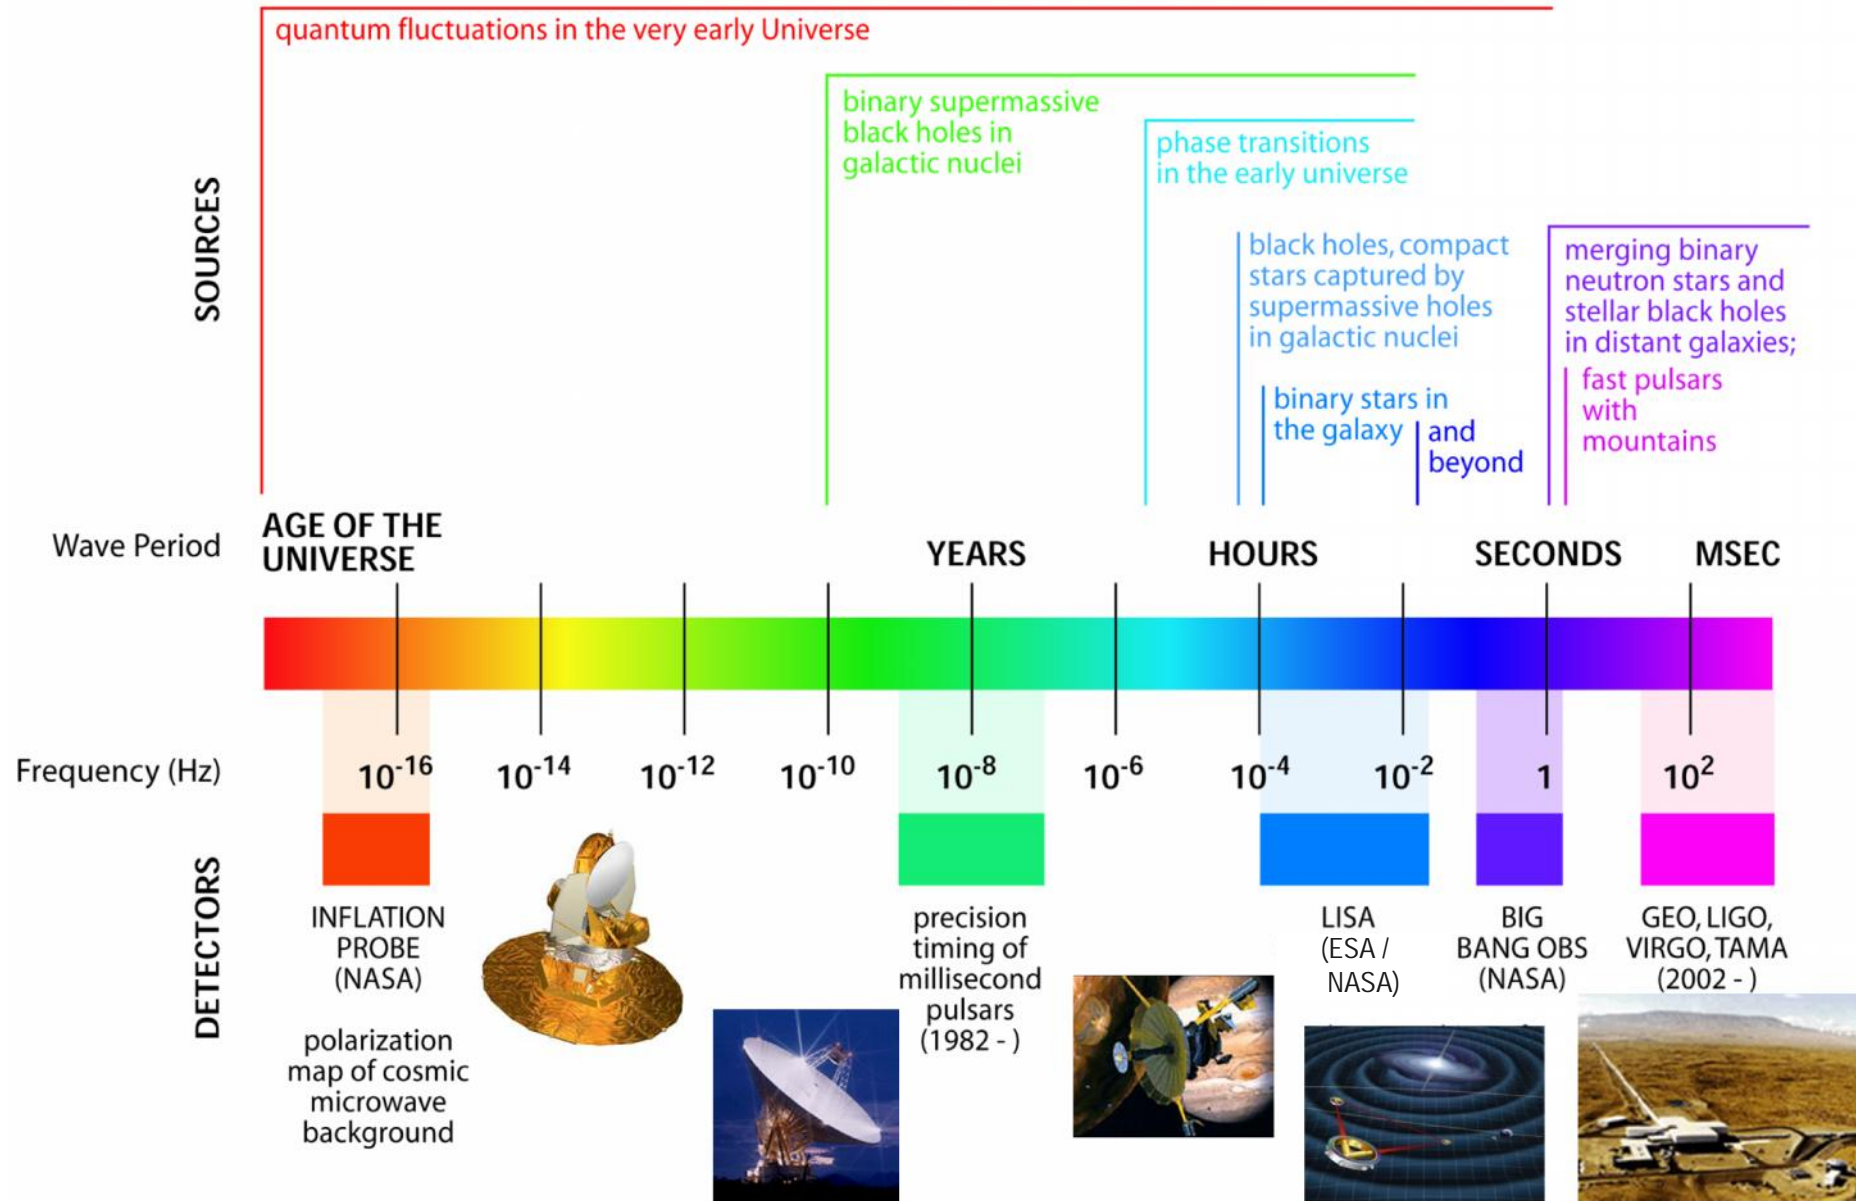 quantum fluctuations in the very early Universe
binary supermassive
black holes in
galactic nuclei
phase transitions
in the early universe
black holes, compact
stars captured by
supermassive holes
in galactic nuclei
merging binary
neutron stars and
stellar black holes
in distant galaxies;
fast pulsars
with
mountains
binary stars in
the galaxy
and
beyond
SOURCES
Wave Period
AGE OF THE
UNIVERSE
YEARS
HOURS
SECONDS
MSEC
Frequency (Hz)
10⁻¹⁶ 10⁻¹⁴ 10⁻¹² 10⁻¹⁰ 10⁻⁸ 10⁻⁶ 10⁻⁴ 10⁻² 1 10²
DETECTORS
INFLATION
PROBE
(NASA)
polarization
map of cosmic
microwave
background
precision
timing of
millisecond
pulsars
(1982 - )
LISA
(ESA /
NASA)
BIG
BANG OBS
(NASA)
GEO, LIGO,
VIRGO, TAMA
(2002 - )